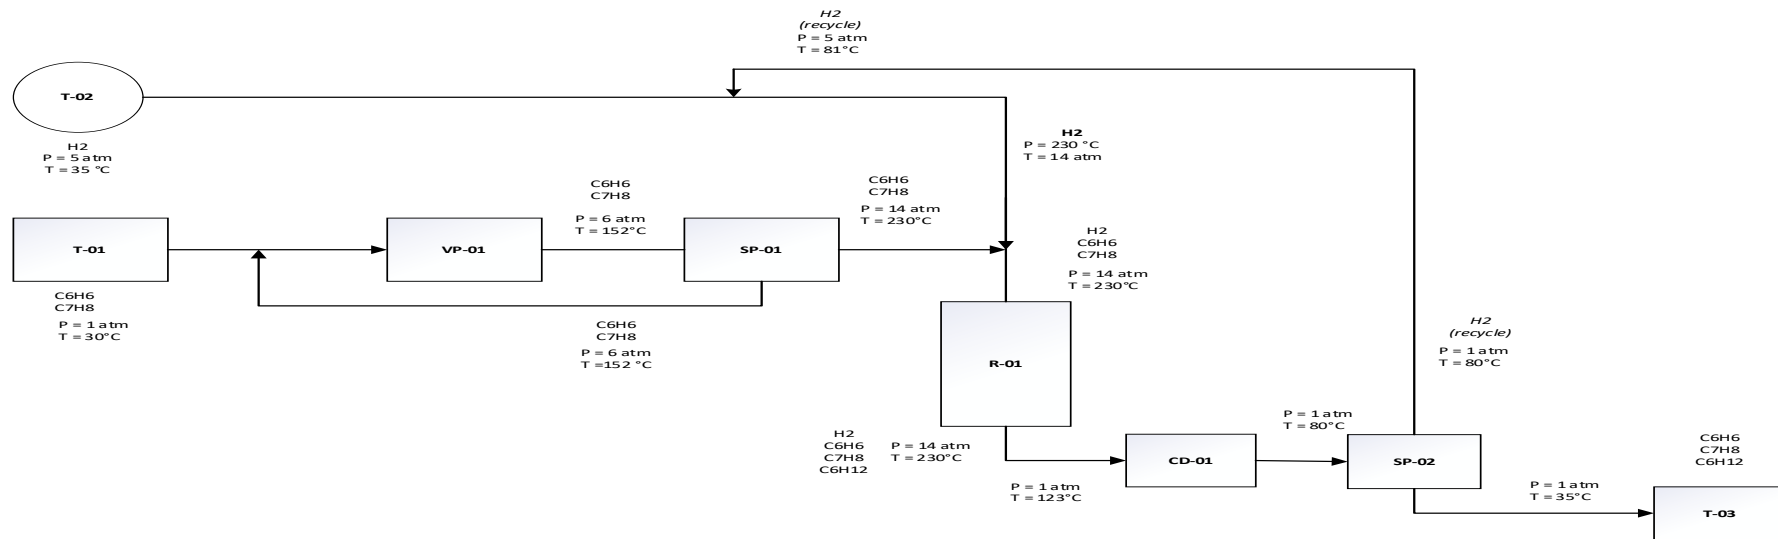 H2
(recycle)
P = 5 atm
T = 81°C
T-02
H2
P = 5 atm
T = 35 °C
H2
P = 230 °C
T = 14 atm
C6H6
C7H8
P = 6 atm
T = 152°C
C6H6
C7H8
P = 14 atm
T = 230°C
T-01
VP-01
SP-01
H2
C6H6
C7H8
P = 14 atm
T = 230°C
C6H6
C7H8
P = 1 atm
T = 30°C
C6H6
C7H8
P = 6 atm
T =152 °C
R-01
H2
(recycle)
P = 1 atm
T = 80°C
H2
C6H6
C7H8
C6H12
P = 14 atm
T = 230°C
P = 1 atm
T = 123°C
CD-01
P = 1 atm
T = 80°C
SP-02
P = 1 atm
T = 35°C
C6H6
C7H8
C6H12
T-03